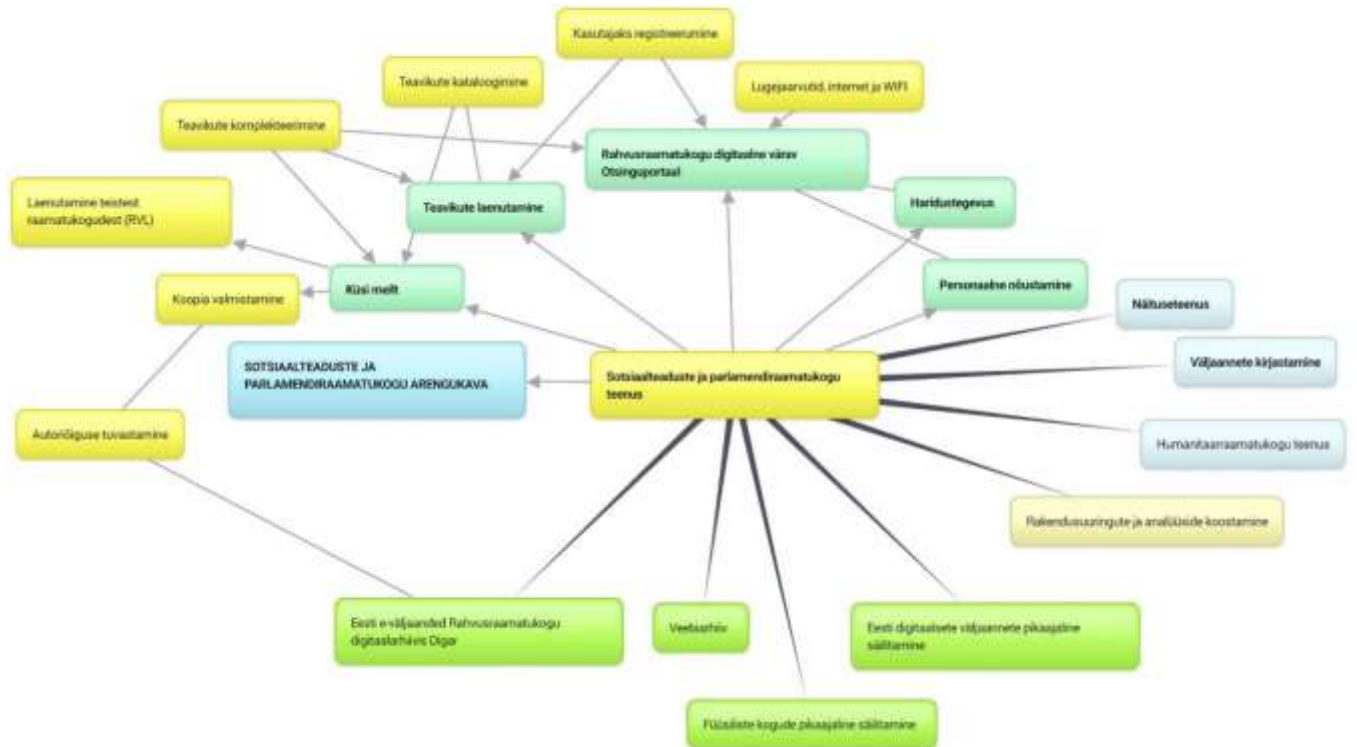 Kasutajaks registreerumine
Teavikute kataloogimine
Lugejaarvutid, internet ja WIFI
Teavikute komplekteerimine
Rahvusraamatukogu digitaalne värav
Otsinguportaal
Laenutamine teistest
raamatukogudest (RVL)
Teavikute laenutamine
Haridustegevus
Küsi meilt
Personaalne nõustamine
Koopia valmistamine
Näituseteenus
SOTSIAALTEADUSTE JA
PARLAMENDIRAAMATUKOGU ARENGUKAVA
Sotsiaalteaduste ja parlamendiraamatukogu
teenus
Väljaannete kirjastamine
Autoriõiguse tuvastamine
Humanitaarraamatukogu teenus
Rakendusuuringute ja analüüside koostamine
Eesti e-väljaanded Rahvusraamatukogu
digitaalarhiivis Digar
Veebiarhiiv
Eesti digitaalsete väljaannete pikaajaline
säilitamine
Füüsiliste kogude pikaajaline säilitamine